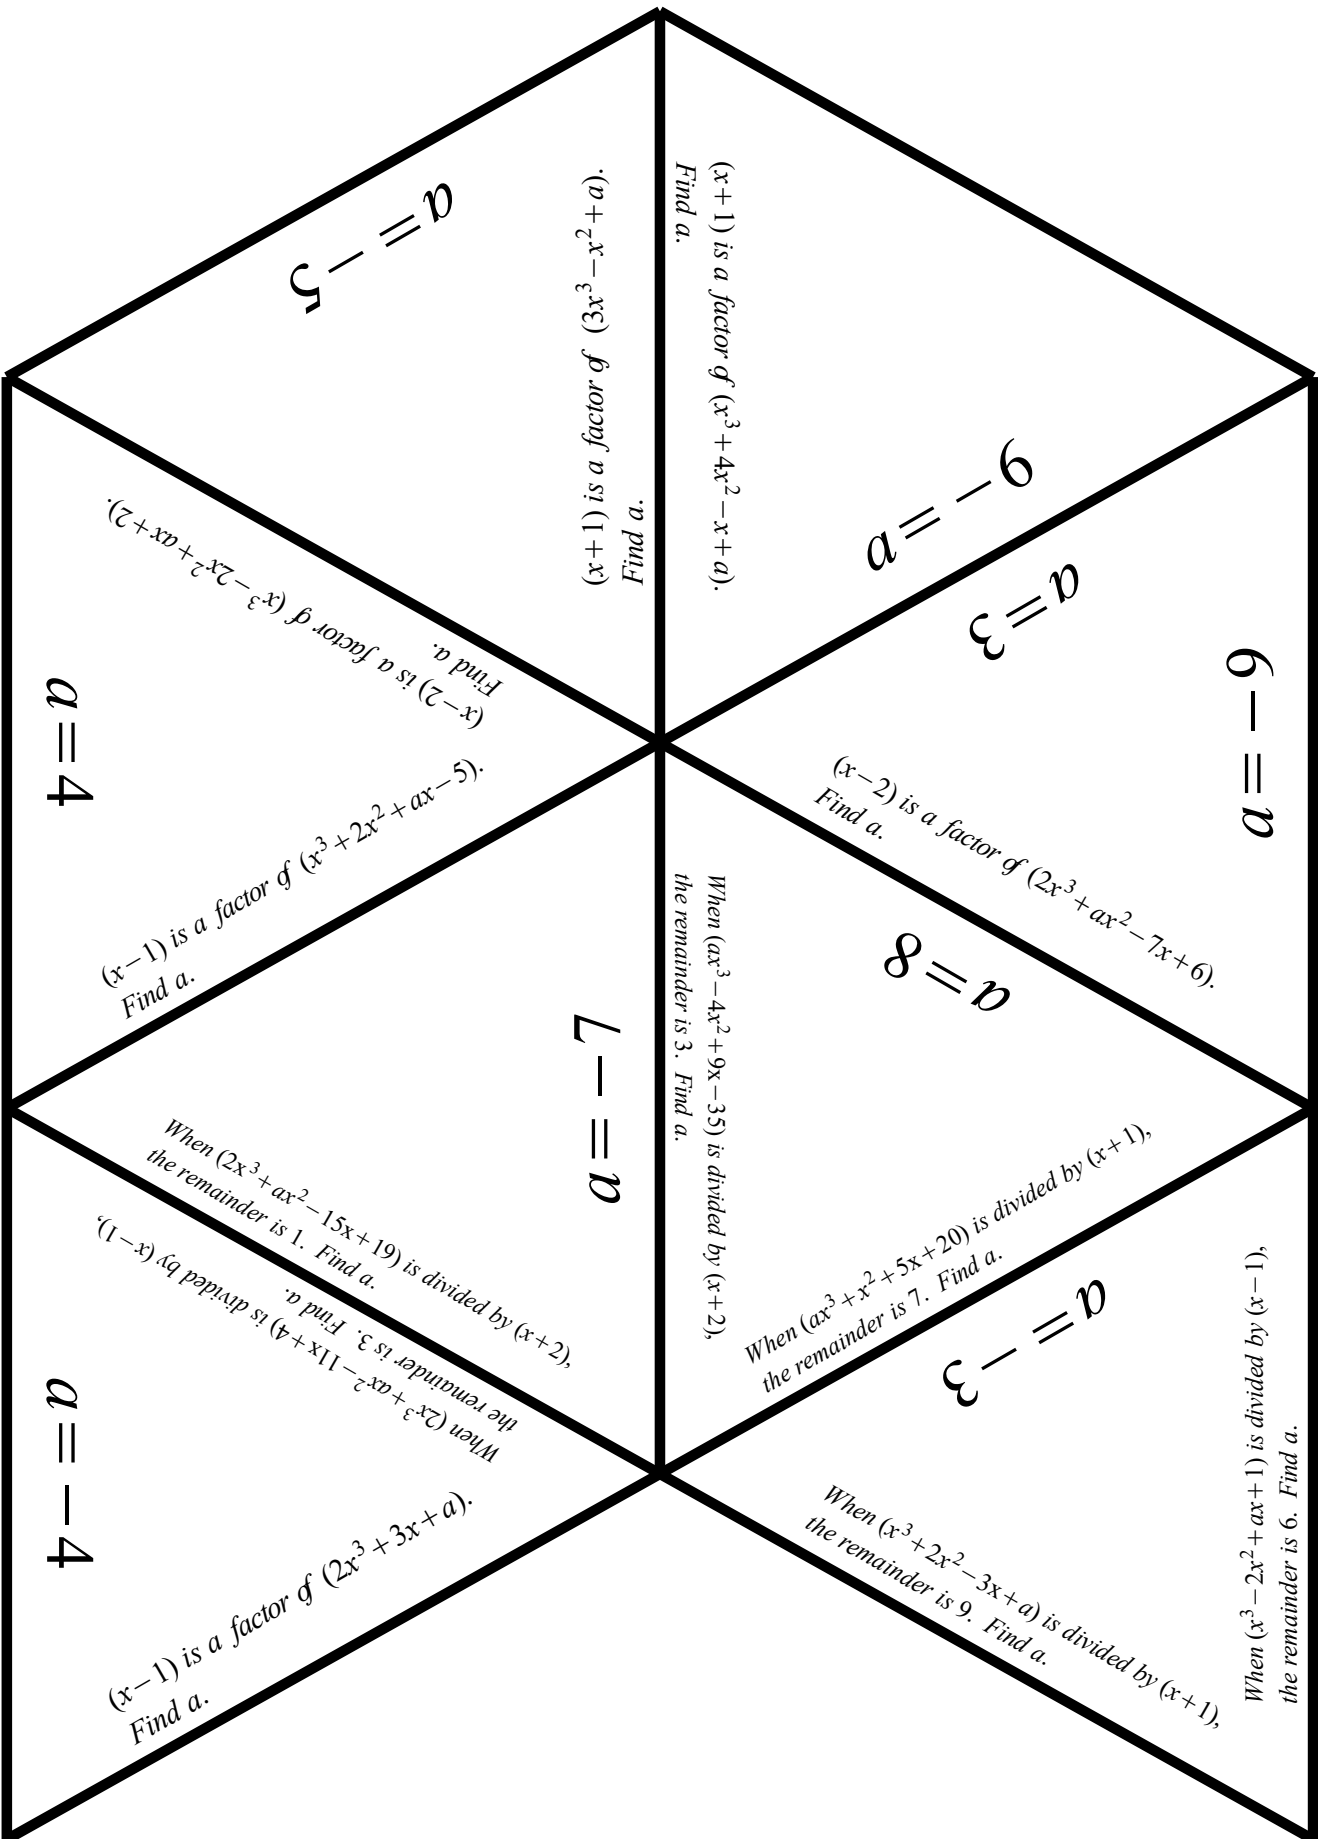 a = −5
(x+1) is a factor of (3x³−x²+a).
Find a.
(x+1) is a factor of (x³+4x²−x+a).
Find a.
a = −9
(x−2) is a factor of (x³−2x²+ax+2).
Find a.
a = 4
(x−1) is a factor of (x³+2x²+ax−5).
Find a.
a = 3
a = −6
(x−2) is a factor of (2x³+ax²−7x+6).
Find a.
a = −7
When (2x³+ax²−15x+19) is divided by (x+2),
the remainder is 1. Find a.
When (ax³−4x²+9x−35) is divided by (x+2),
the remainder is 3. Find a.
a = 8
When (ax³+x²+5x+20) is divided by (x+1),
the remainder is 7. Find a.
When (2x³+ax²−11x+4) is divided by (x−1),
the remainder is 3. Find a.
a = −4
(x−1) is a factor of (2x³+3x+a).
Find a.
a = −3
When (x³−2x²+ax+1) is divided by (x−1),
the remainder is 6. Find a.
When (x³+2x²−3x+a) is divided by (x+1),
the remainder is 9. Find a.